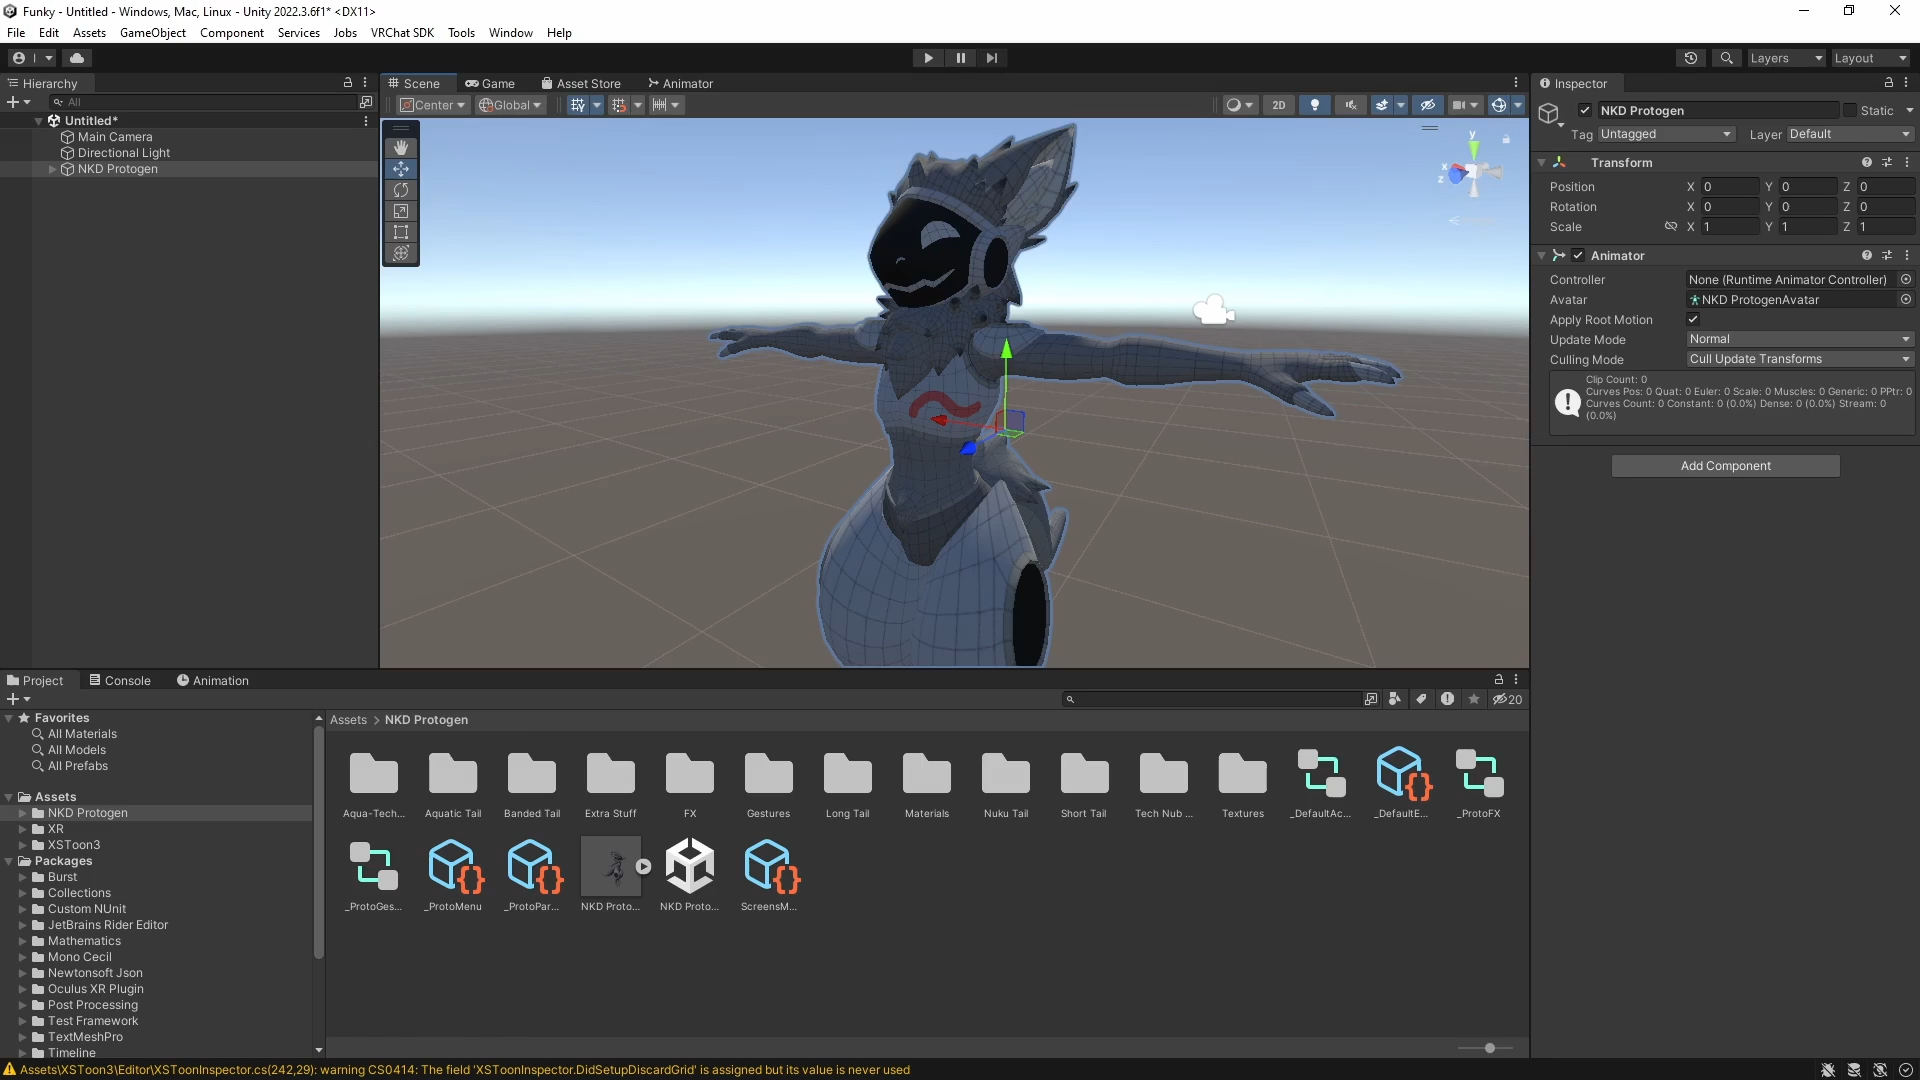 Funky - Untitled - Windows, Mac, Linux - Unity 2022.3.6f1* <DX11>
File Edit Assets GameObject Component Services Jobs VRChat SDK Tools Window Help
I
Layers
Layout
Hierarchy
All
Untitled*
Main Camera
Directional Light
NKD Protogen
Scene Game Asset Store Animator
Center Global
2D
y
x
z
Inspector
NKD Protogen Static
Tag Untagged Layer Default
Transform
Position X 0 Y 0 Z 0
Rotation X 0 Y 0 Z 0
Scale X 1 Y 1 Z 1
Animator
Controller None (Runtime Animator Controller)
Avatar NKD ProtogenAvatar
Apply Root Motion
Update Mode Normal
Culling Mode Cull Update Transforms
Clip Count: 0
Curves Pos: 0 Quat: 0 Euler: 0 Scale: 0 Muscles: 0 Generic: 0 PPtr: 0
Curves Count: 0 Constant: 0 (0.0%) Dense: 0 (0.0%) Stream: 0
(0.0%)
Add Component
Project Console Animation
20
Favorites
All Materials
All Models
All Prefabs
Assets
NKD Protogen
XR
XSToon3
Packages
Burst
Collections
Custom NUnit
JetBrains Rider Editor
Mathematics
Mono Cecil
Newtonsoft Json
Oculus XR Plugin
Post Processing
Test Framework
TextMeshPro
Timeline
Assets > NKD Protogen
Aqua-Tech... Aquatic Tail Banded Tail Extra Stuff FX Gestures Long Tail Materials Nuku Tail Short Tail Tech Nub ... Textures _DefaultAc... _DefaultE... _ProtoFX
_ProtoGes... _ProtoMenu _ProtoPar... NKD Proto... NKD Proto... ScreensM...
Assets\XSToon3\Editor\XSToonInspector.cs(242,29): warning CS0414: The field 'XSToonInspector.DidSetupDiscardGrid' is assigned but its value is never used